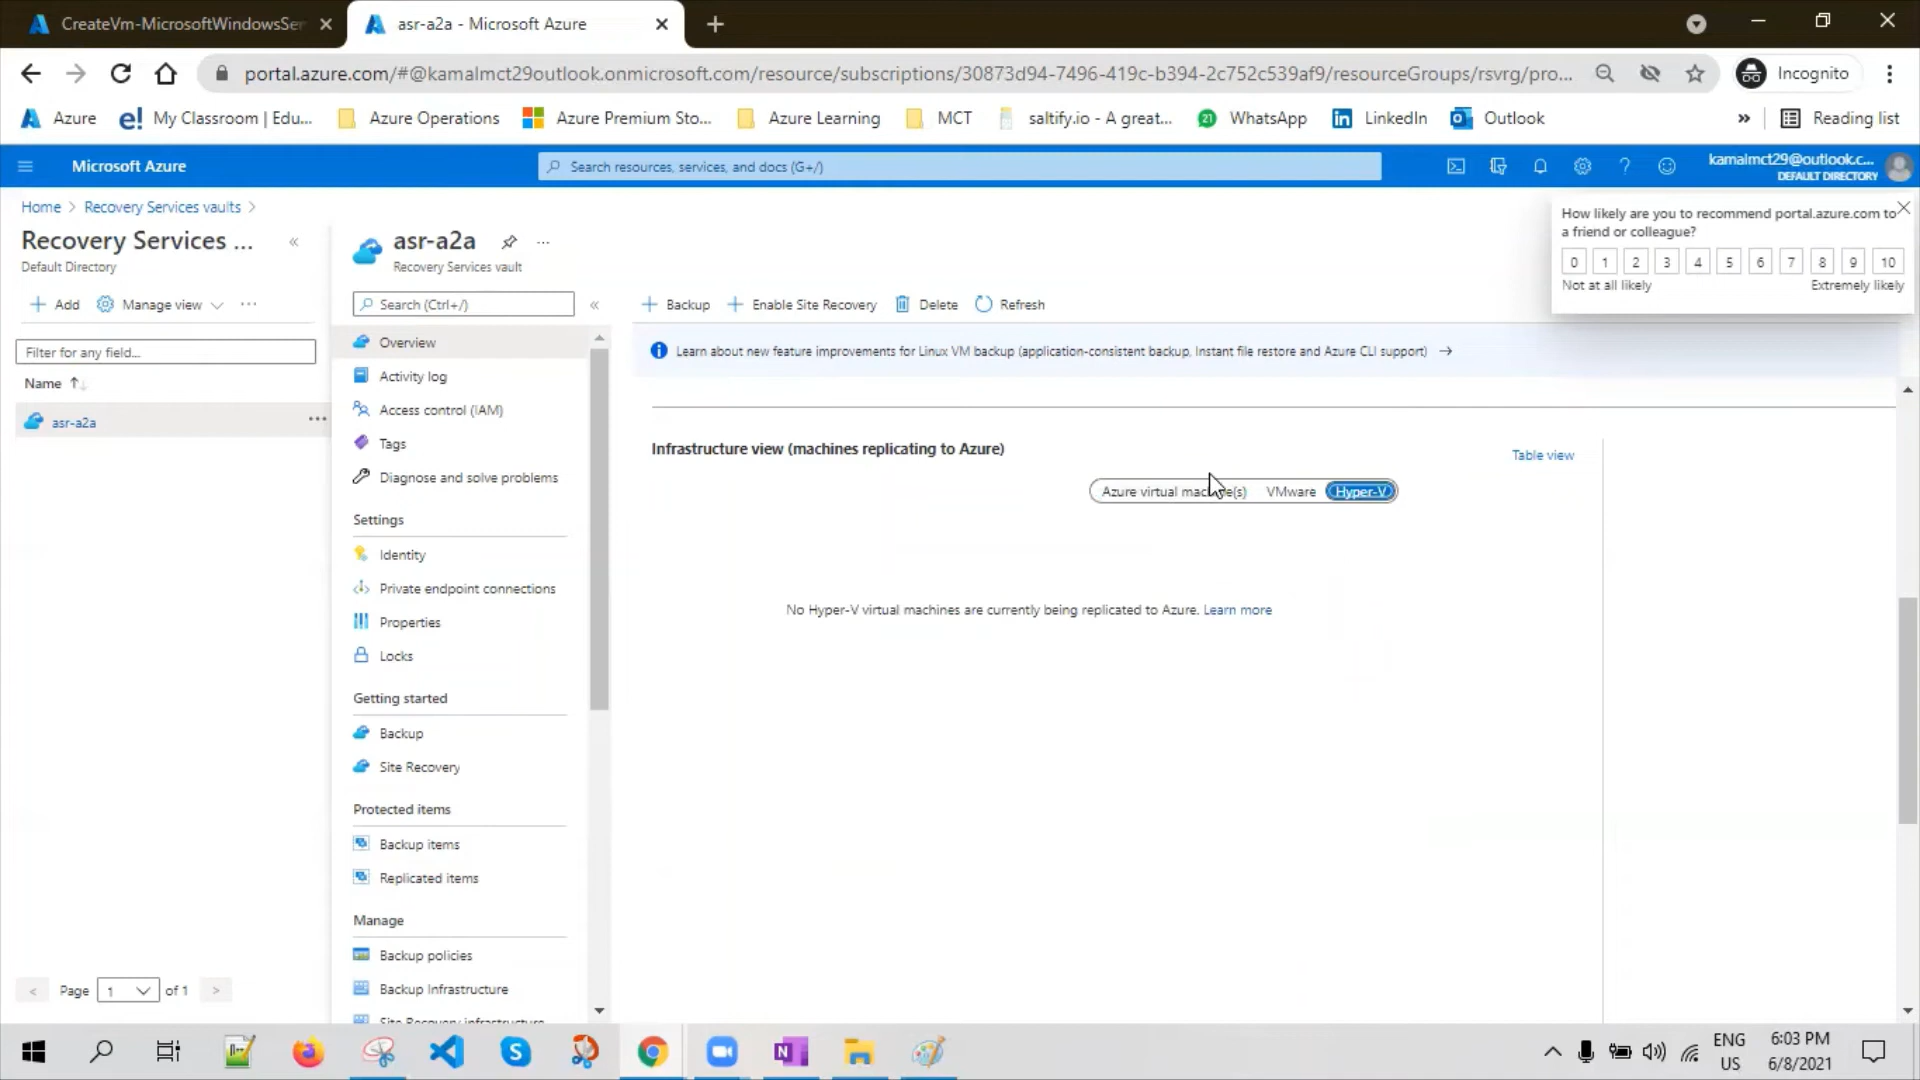 CreateVm-MicrosoftWindowsSer
asr-a2a - Microsoft Azure
portal.azure.com/#@kamalmct29outlook.onmicrosoft.com/resource/subscriptions/30873d94-7496-419c-b394-2c752c539af9/resourceGroups/rsvrg/pro...
Incognito
Azure
e! My Classroom | Edu...
Azure Operations
Azure Premium Sto...
Azure Learning
MCT
saltify.io - A great...
21 WhatsApp
LinkedIn
Outlook
»
Reading list
Microsoft Azure
Search resources, services, and docs (G+/)
kamalmct29@outlook.c...
DEFAULT DIRECTORY
Home > Recovery Services vaults >
Recovery Services ...
Default Directory
«
asr-a2a
...
Recovery Services vault
How likely are you to recommend portal.azure.com to
a friend or colleague?
0 1 2 3 4 5 6 7 8 9 10
Not at all likely
Extremely likely
Add
Manage view
...
Search (Ctrl+/)
«
Backup
Enable Site Recovery
Delete
Refresh
Filter for any field...
Name
asr-a2a
...
Overview
Activity log
Access control (IAM)
Tags
Diagnose and solve problems
Settings
Identity
Private endpoint connections
Properties
Locks
Getting started
Backup
Site Recovery
Protected items
Backup items
Replicated items
Manage
Backup policies
Backup Infrastructure
Site Recovery infrastructure
Learn about new feature improvements for Linux VM backup (application-consistent backup, Instant file restore and Azure CLI support) →
Infrastructure view (machines replicating to Azure)
Table view
Azure virtual machine(s) VMware Hyper-V
No Hyper-V virtual machines are currently being replicated to Azure. Learn more
< Page 1 of 1 >
ENG
US
6:03 PM
6/8/2021